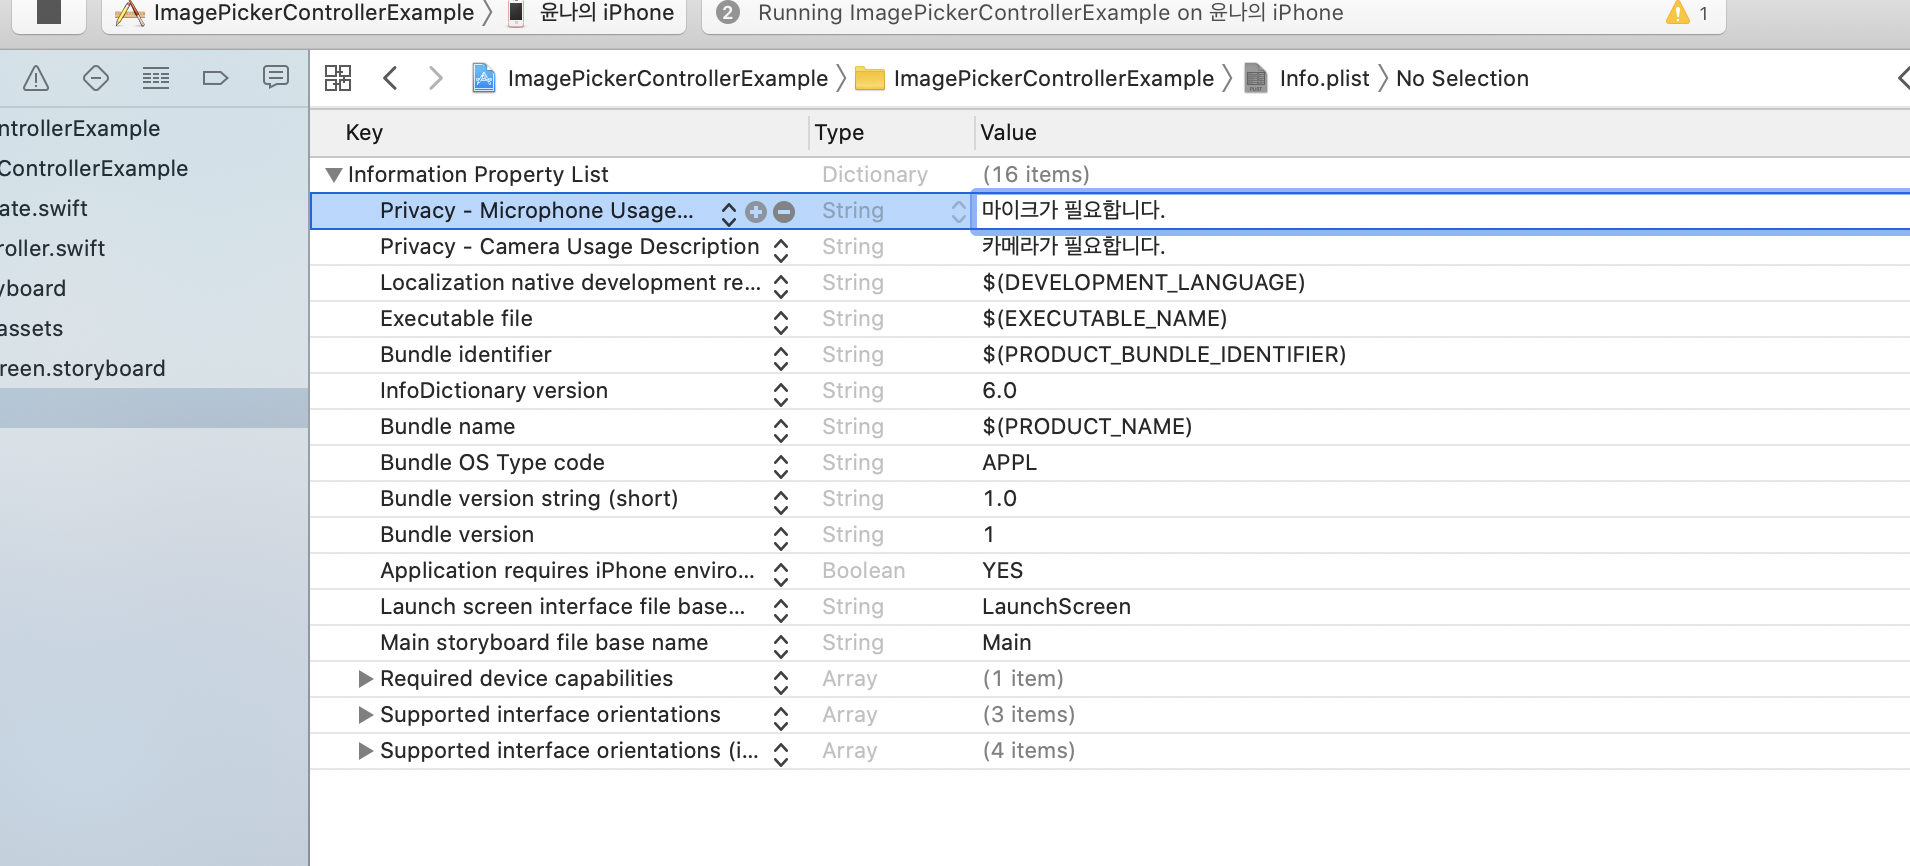 ImagePickerControllerExample 윤나의 iPhone 2 Running ImagePickerControllerExample on 윤나의 iPhone 1
ImagePickerControllerExample ImagePickerControllerExample Info.plist No Selection
ntrollerExample
ControllerExample
ate.swift
roller.swift
yboard
assets
reen.storyboard
Key Type Value
Information Property List Dictionary (16 items)
Privacy - Microphone Usage... String 마이크가 필요합니다.
Privacy - Camera Usage Description String 카메라가 필요합니다.
Localization native development re... String $(DEVELOPMENT_LANGUAGE)
Executable file String $(EXECUTABLE_NAME)
Bundle identifier String $(PRODUCT_BUNDLE_IDENTIFIER)
InfoDictionary version String 6.0
Bundle name String $(PRODUCT_NAME)
Bundle OS Type code String APPL
Bundle version string (short) String 1.0
Bundle version String 1
Application requires iPhone enviro... Boolean YES
Launch screen interface file base... String LaunchScreen
Main storyboard file base name String Main
Required device capabilities Array (1 item)
Supported interface orientations Array (3 items)
Supported interface orientations (i... Array (4 items)